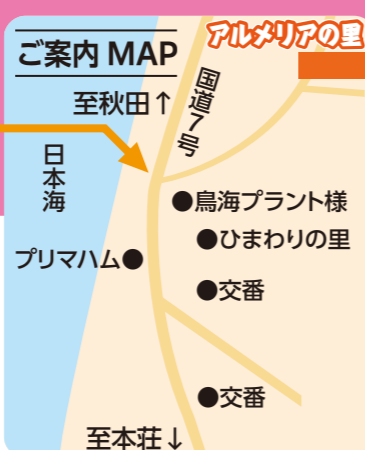 アルメリアの里
ご案内 MAP
至秋田↑
国道7号
日本海
●鳥海プラント様
●ひまわりの里
プリマハム●
●交番
●交番
至本荘↓